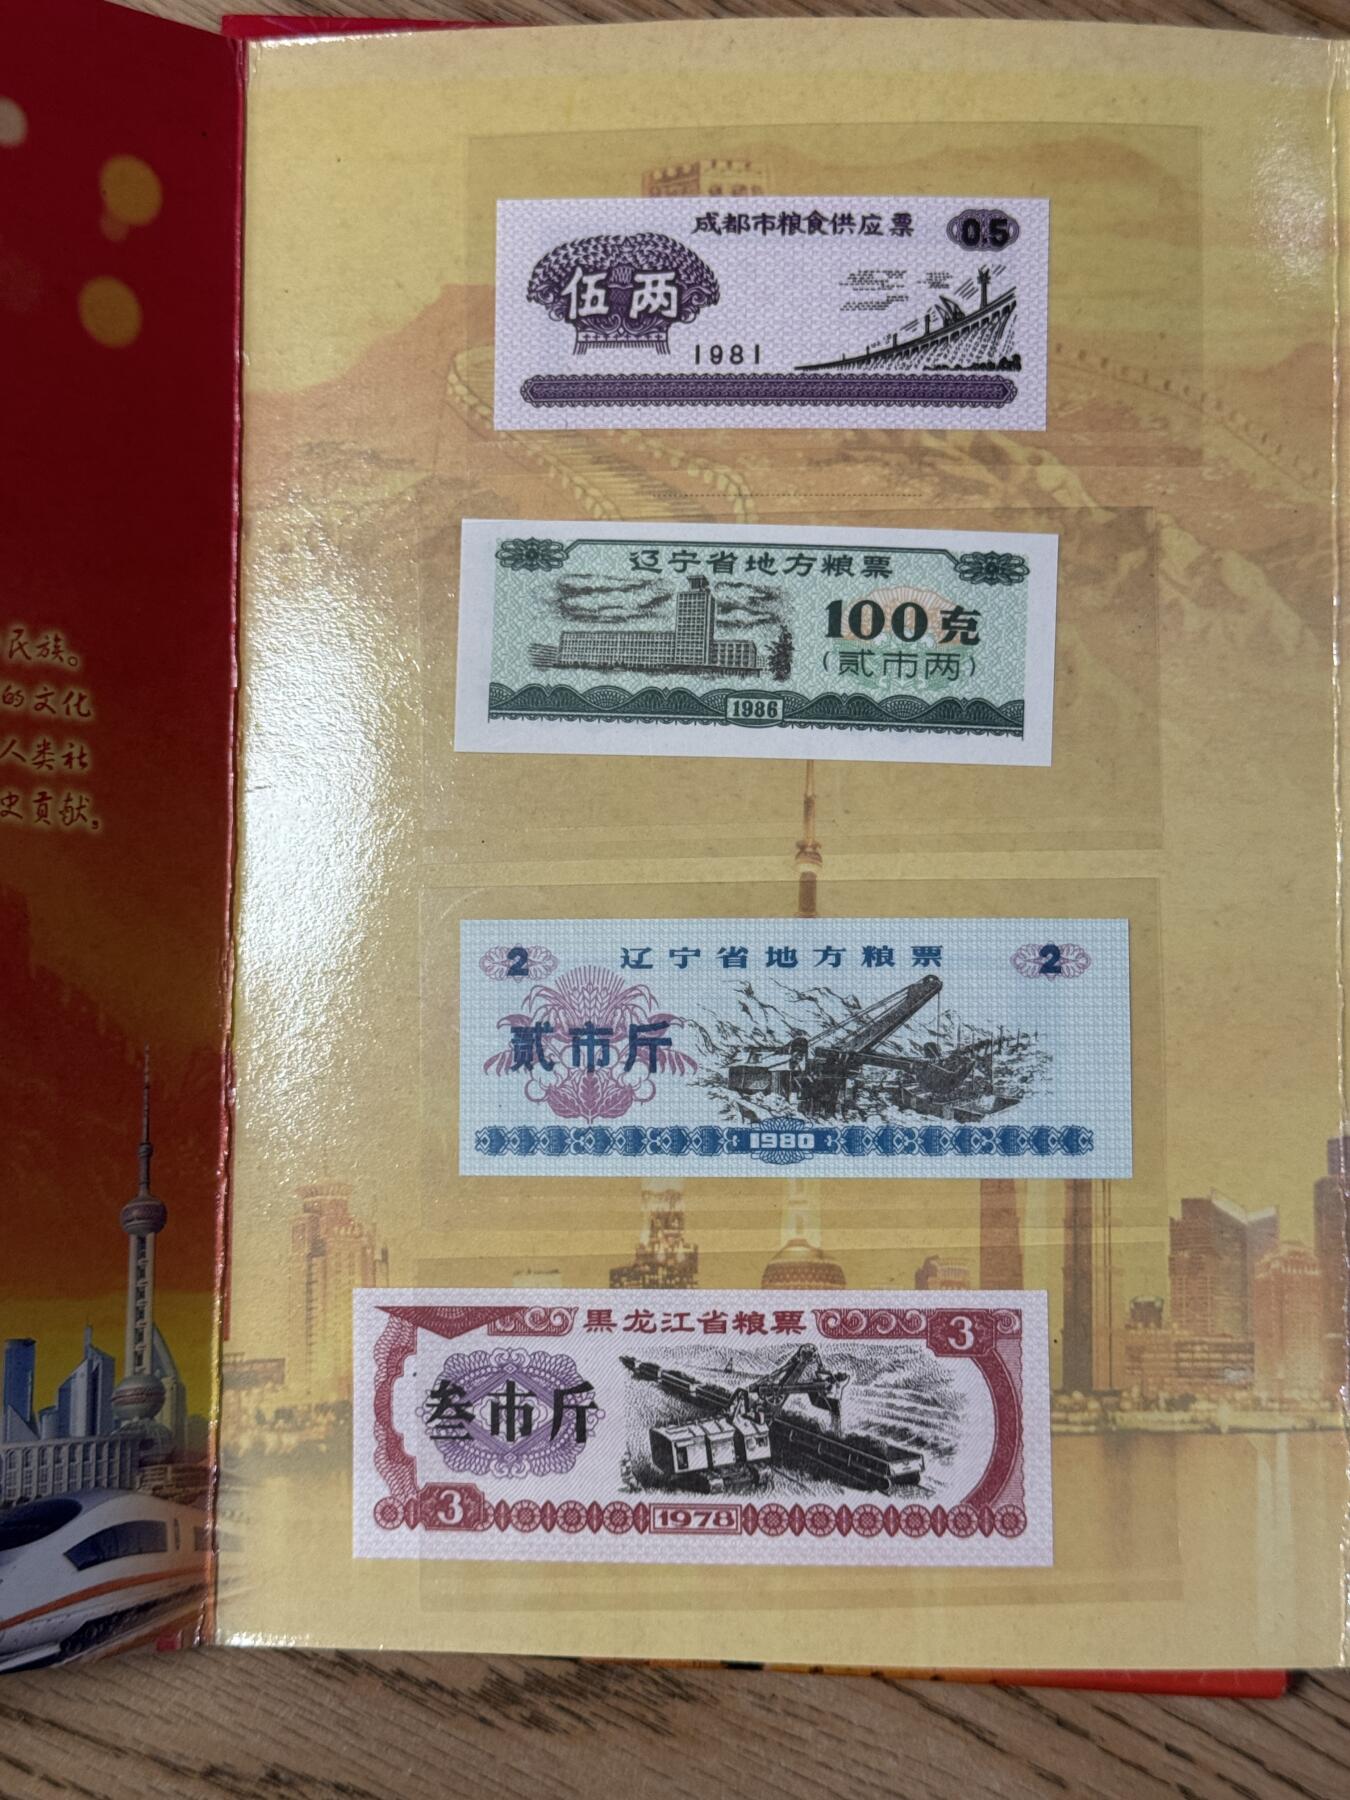 民族。
的文化
人类社
史贡献,
成都市粮食供应票
0.5
伍两
1981
辽宁省地方粮票
100克
(贰市两)
1986
2
辽宁省地方粮票
2
贰市斤
1980
黑龙江省粮票
3
叁市斤
3
1978